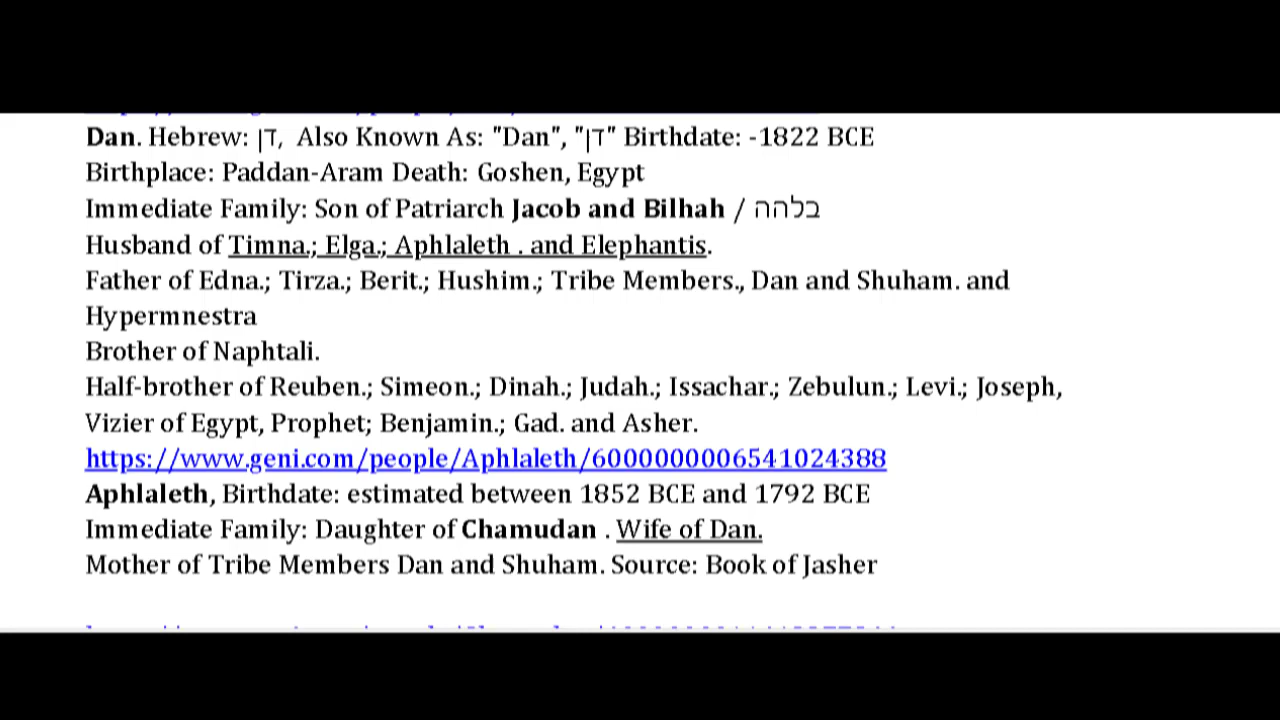 Dan. Hebrew: דן,  Also Known As: "Dan", "דן" Birthdate: -1822 BCE
Birthplace: Paddan-Aram Death: Goshen, Egypt
Immediate Family: Son of Patriarch Jacob and Bilhah / בלהה
Husband of Timna.; Elga.; Aphlaleth . and Elephantis.
Father of Edna.; Tirza.; Berit.; Hushim.; Tribe Members., Dan and Shuham. and
Hypermnestra
Brother of Naphtali.
Half-brother of Reuben.; Simeon.; Dinah.; Judah.; Issachar.; Zebulun.; Levi.; Joseph,
Vizier of Egypt, Prophet; Benjamin.; Gad. and Asher.
https://www.geni.com/people/Aphlaleth/6000000006541024388
Aphlaleth, Birthdate: estimated between 1852 BCE and 1792 BCE
Immediate Family: Daughter of Chamudan . Wife of Dan.
Mother of Tribe Members Dan and Shuham. Source: Book of Jasher